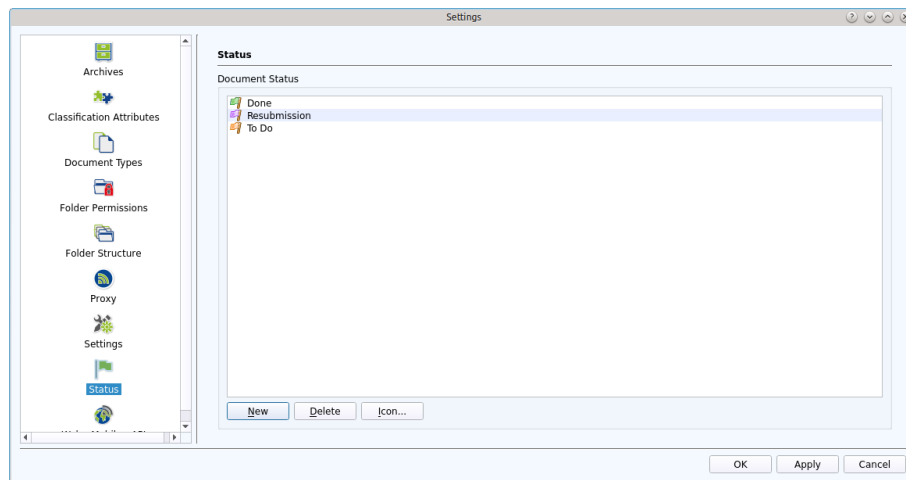 Settings
Archives
Classification Attributes
Document Types
Folder Permissions
Folder Structure
Proxy
Settings
Status
Status
Document Status
Done
Resubmission
To Do
New
Delete
Icon...
OK
Apply
Cancel